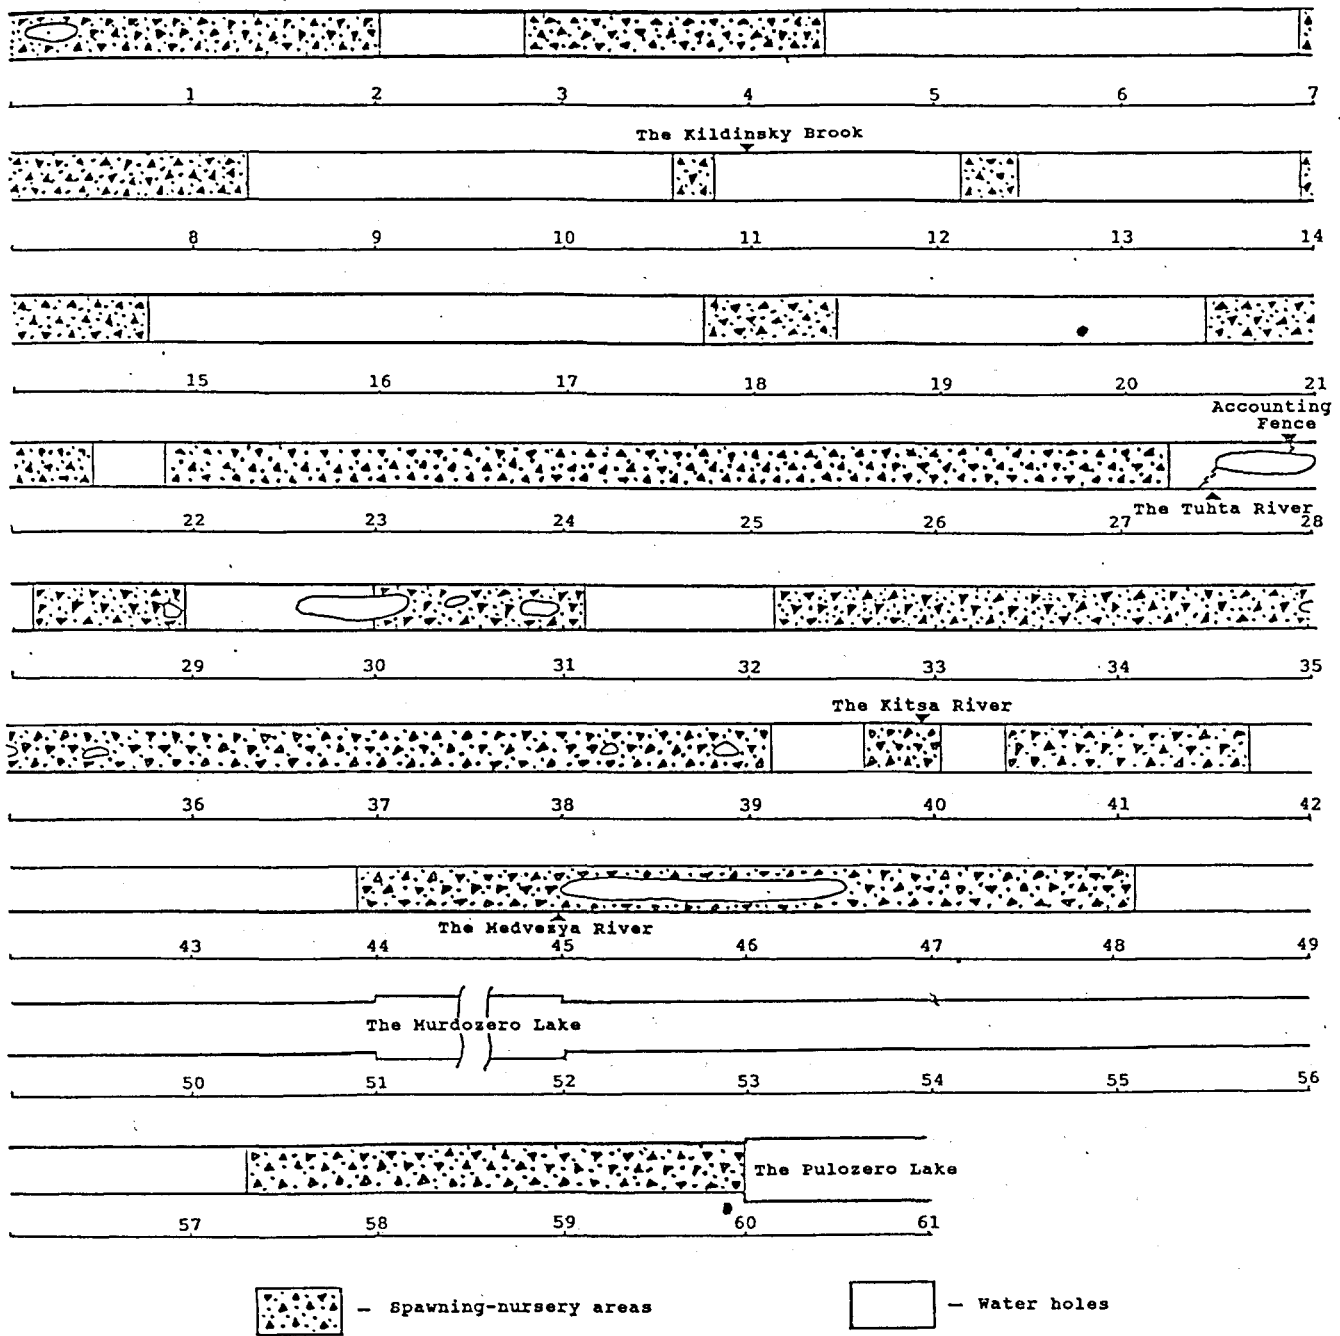 1 2 3 4 5 6 7
The Kildinsky Brook
8 9 10 11 12 13 14
15 16 17 18 19 20 21
Accounting
Fence
The Tuhta River
22 23 24 25 26 27 28
29 30 31 32 33 34 35
The Kitsa River
36 37 38 39 40 41 42
The Medvezya River
43 44 45 46 47 48 49
The Murdozero Lake
50 51 52 53 54 55 56
The Pulozero Lake
57 58 59 60 61
– Spawning-nursery areas
– Water holes